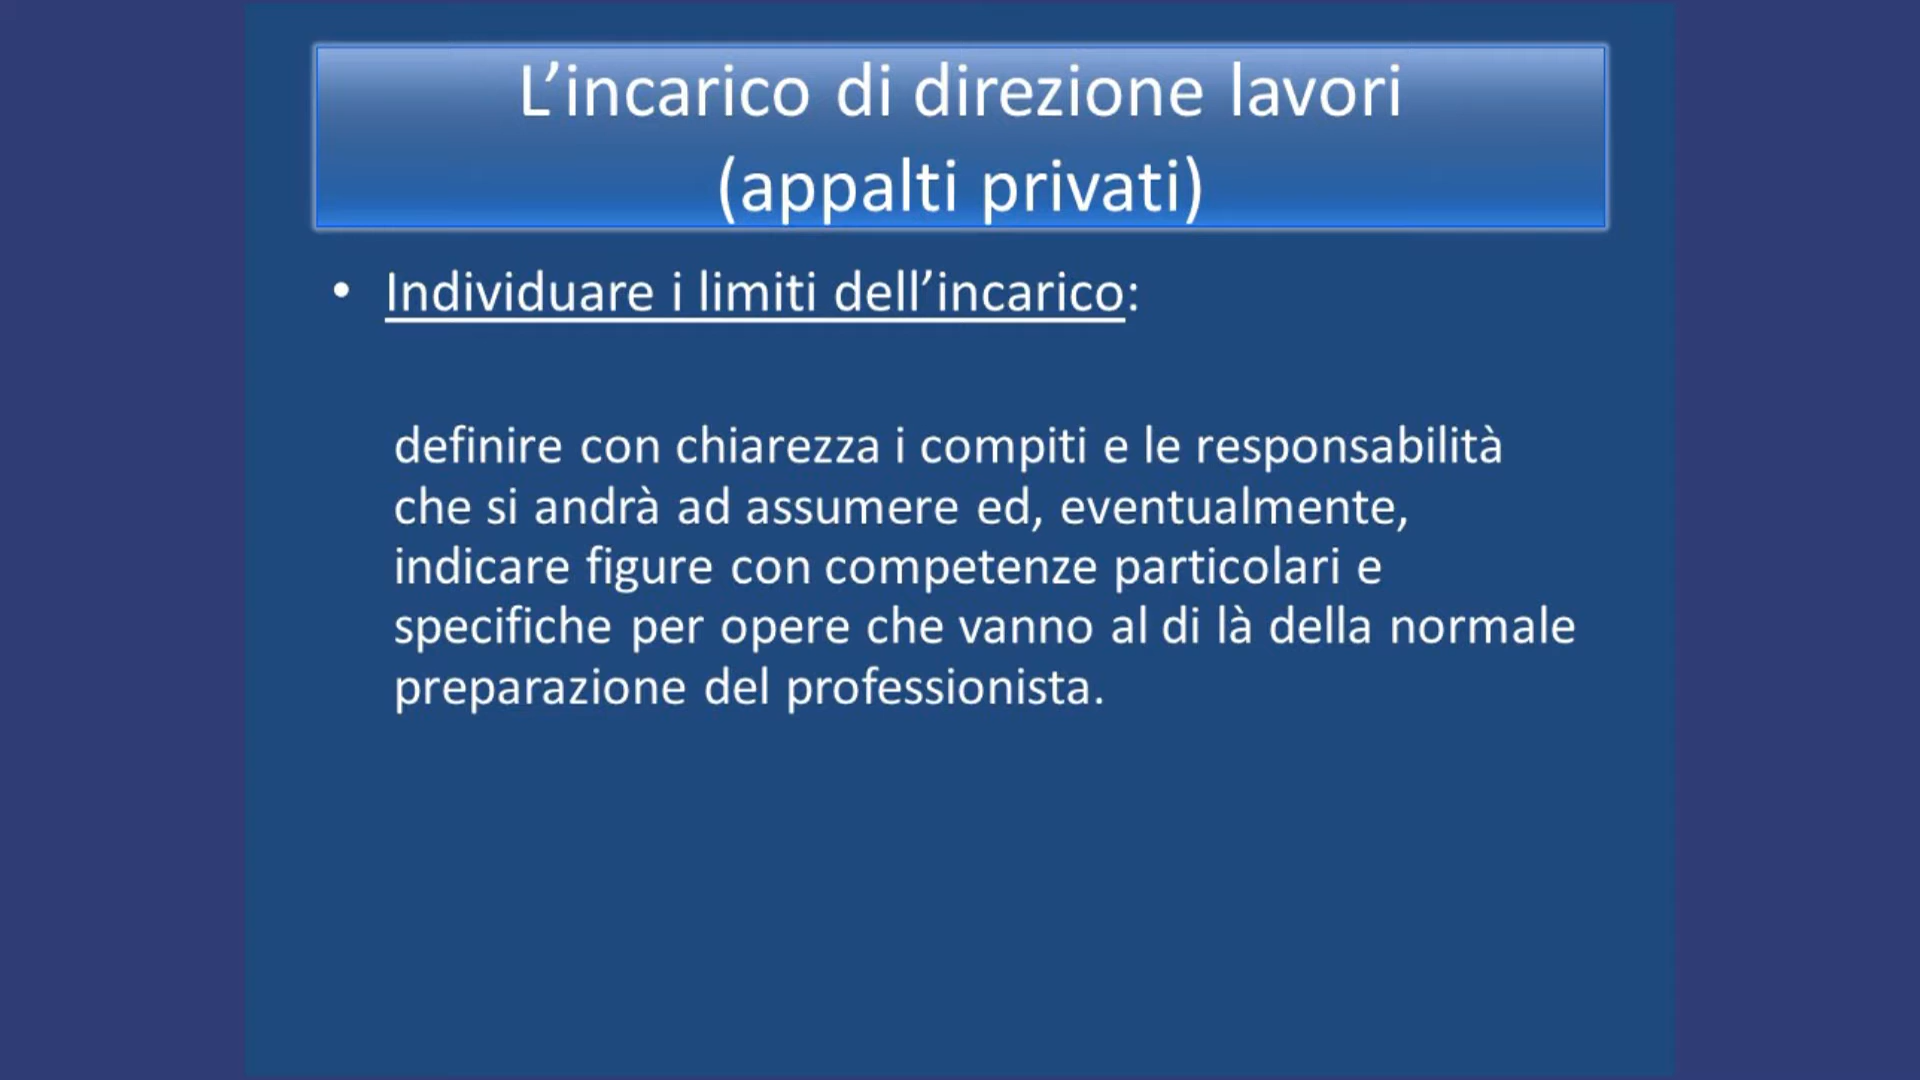 L’incarico di direzione lavori
(appalti privati)
• Individuare i limiti dell’incarico:
definire con chiarezza i compiti e le responsabilità
che si andrà ad assumere ed, eventualmente,
indicare figure con competenze particolari e
specifiche per opere che vanno al di là della normale
preparazione del professionista.